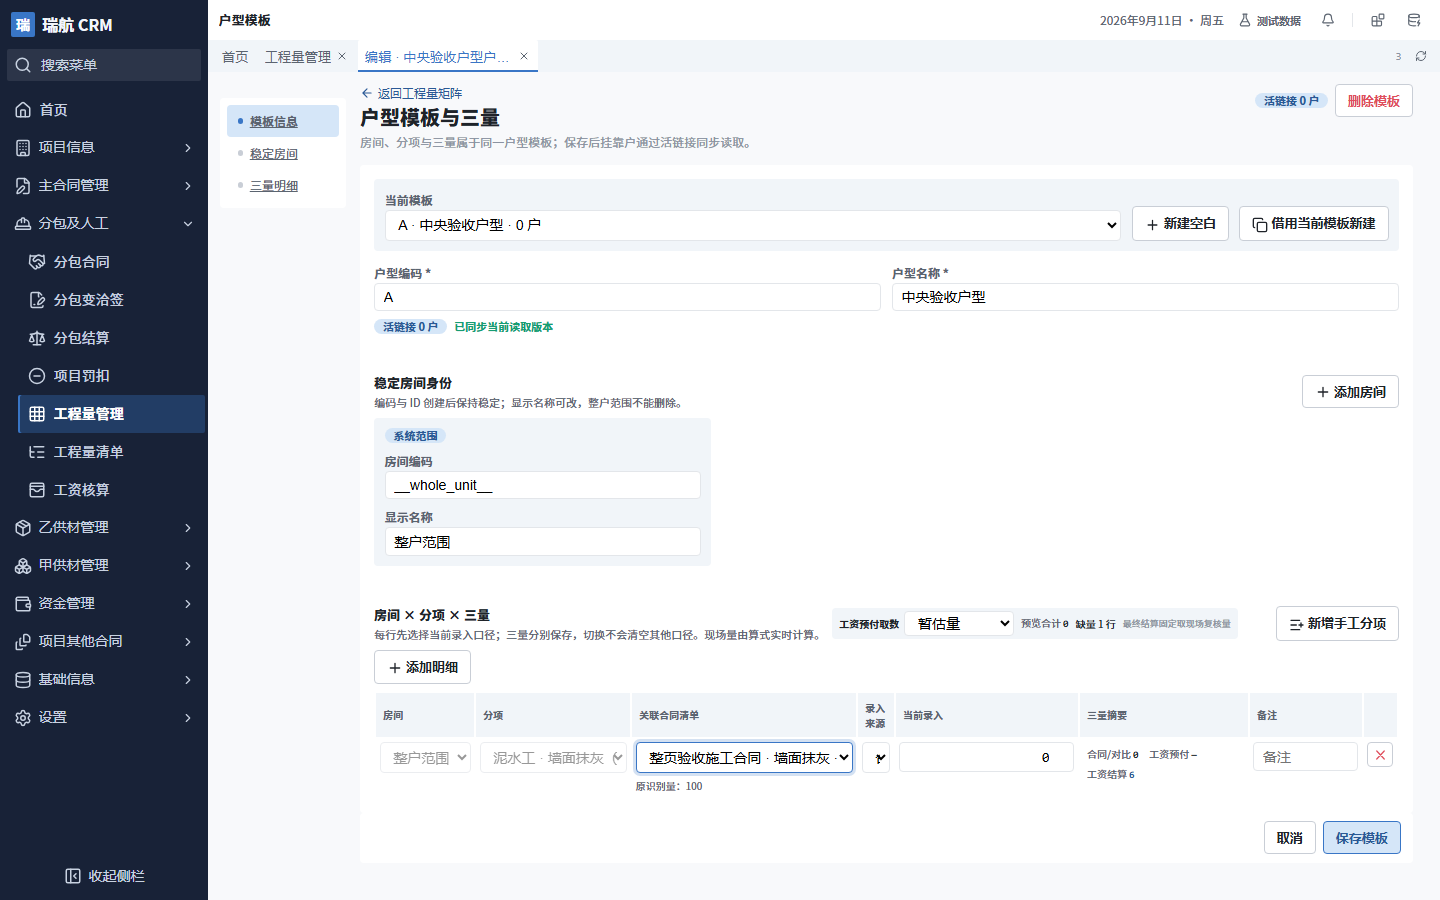 瑞 瑞航 CRM
搜索菜单
首页
项目信息
主合同管理
分包及人工
分包合同
分包变洽签
分包结算
项目罚扣
工程量管理
工程量清单
工资核算
乙供材管理
甲供材管理
资金管理
项目其他合同
基础信息
设置
收起侧栏
户型模板
2026年9月11日 · 周五 测试数据
首页 工程量管理 × 编辑 · 中央验收户型户... × 3
模板信息
稳定房间
三量明细
← 返回工程量矩阵
户型模板与三量
房间、分项与三量属于同一户型模板；保存后挂靠户通过活链接同步读取。
活链接 0 户 删除模板
当前模板
A · 中央验收户型 · 0 户
+ 新建空白 借用当前模板新建
户型编码 * 户型名称 *
A 中央验收户型
活链接 0 户 已同步当前读取版本
稳定房间身份
编码与 ID 创建后保持稳定；显示名称可改，整户范围不能删除。
+ 添加房间
系统范围
房间编码
__whole_unit__
显示名称
整户范围
房间 × 分项 × 三量
每行先选择当前录入口径；三量分别保存，切换不会清空其他口径。现场量由算式实时计算。
工资预付取数 暂估量 预览合计 0 缺量 1 行 最终结算固定取现场复核量
新增手工分项
+ 添加明细
房间 分项 关联合同清单 录入来源 当前录入 三量摘要 备注
整户范围 泥水工 · 墙面抹灰 整页验收施工合同 · 墙面抹灰 · 0 合同/对比 0 工资预付 – 备注
原识别量：100 工资结算 6
取消 保存模板